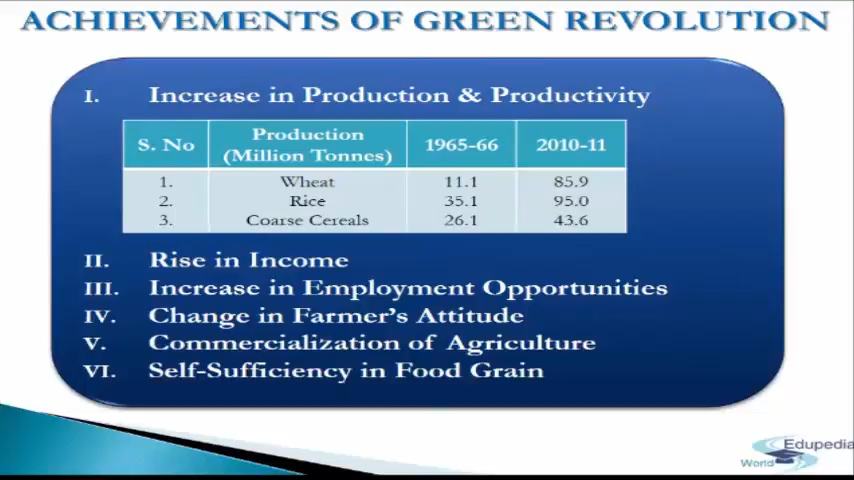 ACHIEVEMENTS OF GREEN REVOLUTION
I. Increase in Production & Productivity
S. No Production (Million Tonnes) 1965-66 2010-11
1. Wheat 11.1 85.9
2. Rice 35.1 95.0
3. Coarse Cereals 26.1 43.6
II. Rise in Income
III. Increase in Employment Opportunities
IV. Change in Farmer's Attitude
V. Commercialization of Agriculture
VI. Self-Sufficiency in Food Grain
Edupedia
World